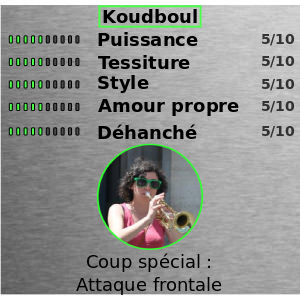 Koudboul
Puissance 5/10
Tessiture 5/10
Style 5/10
Amour propre 5/10
Déhanché 5/10
Coup spécial :
Attaque frontale